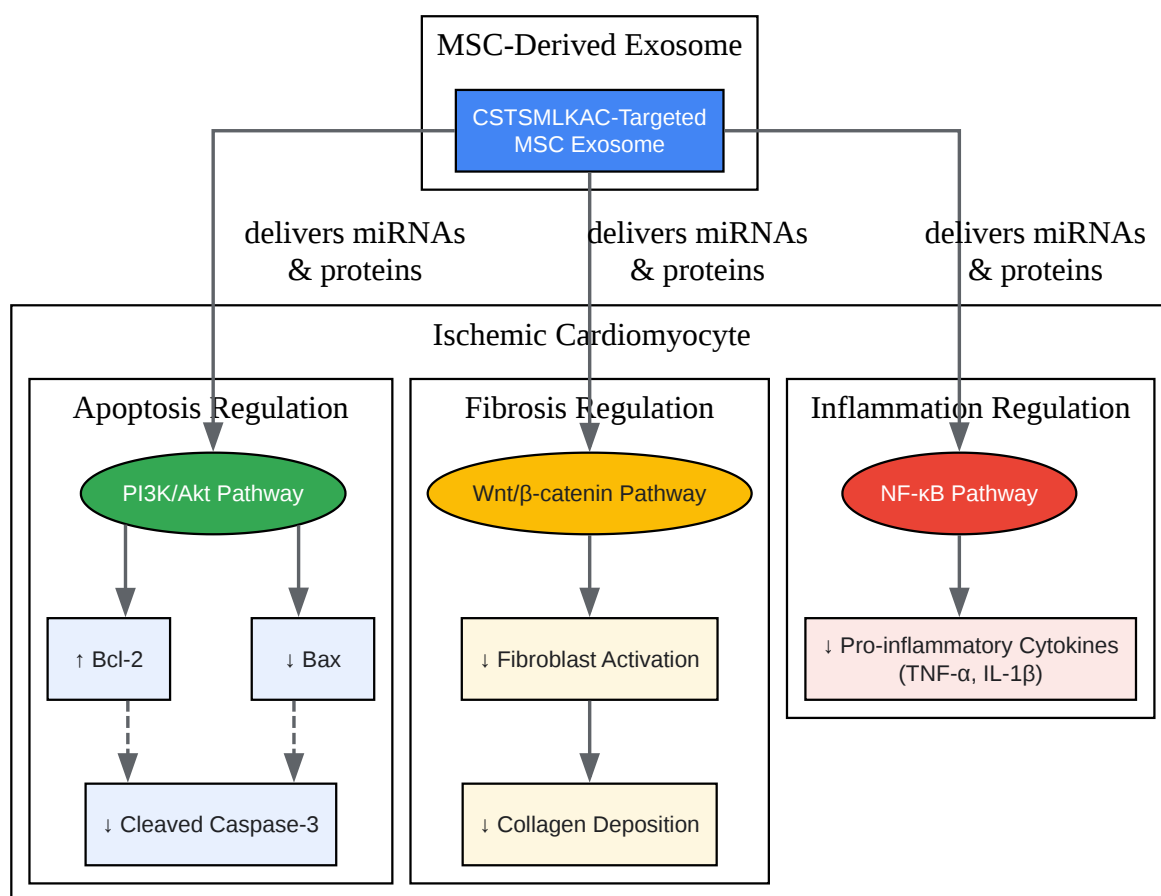 MSC-Derived Exosome
CSTSMLKAC-Targeted
MSC Exosome
delivers miRNAs
& proteins
delivers miRNAs
& proteins
delivers miRNAs
& proteins
Ischemic Cardiomyocyte
Apoptosis Regulation
Fibrosis Regulation
Inflammation Regulation
PI3K/Akt Pathway
Wnt/β-catenin Pathway
NF-κB Pathway
↑ Bcl-2
↓ Bax
↓ Fibroblast Activation
↓ Pro-inflammatory Cytokines
(TNF-α, IL-1β)
↓ Cleaved Caspase-3
↓ Collagen Deposition